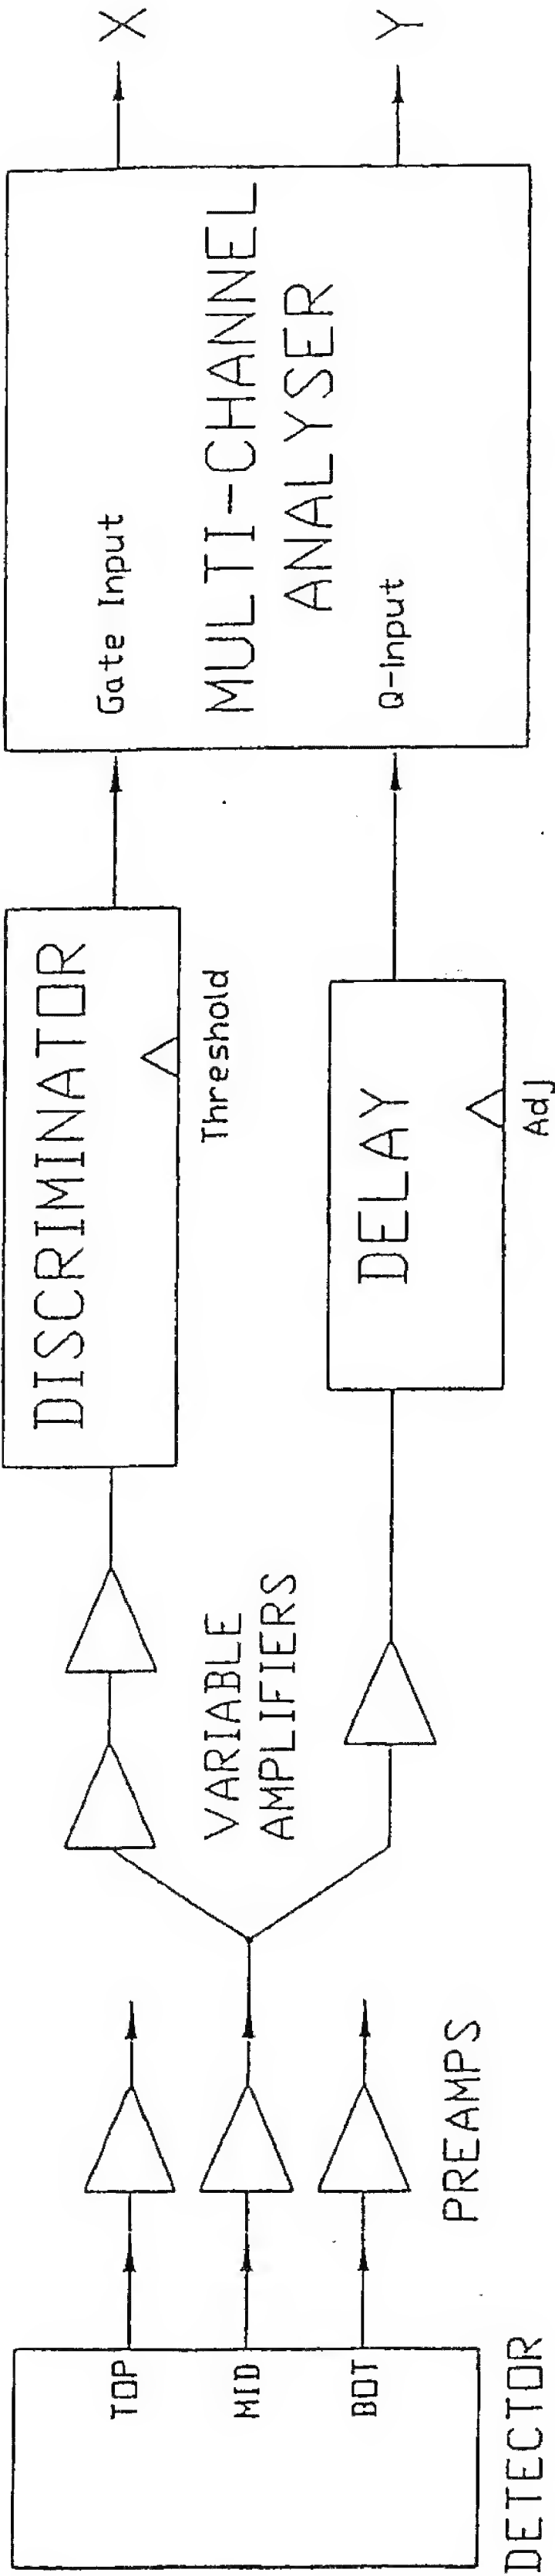 DETECTOR
TOP
MID
BOT
PREAMPS
VARIABLE
AMPLIFIERS
DISCRIMINATOR
Threshold
DELAY
Adj
Gate Input
MULTI-CHANNEL
ANALYSER
Q-Input
X
Y